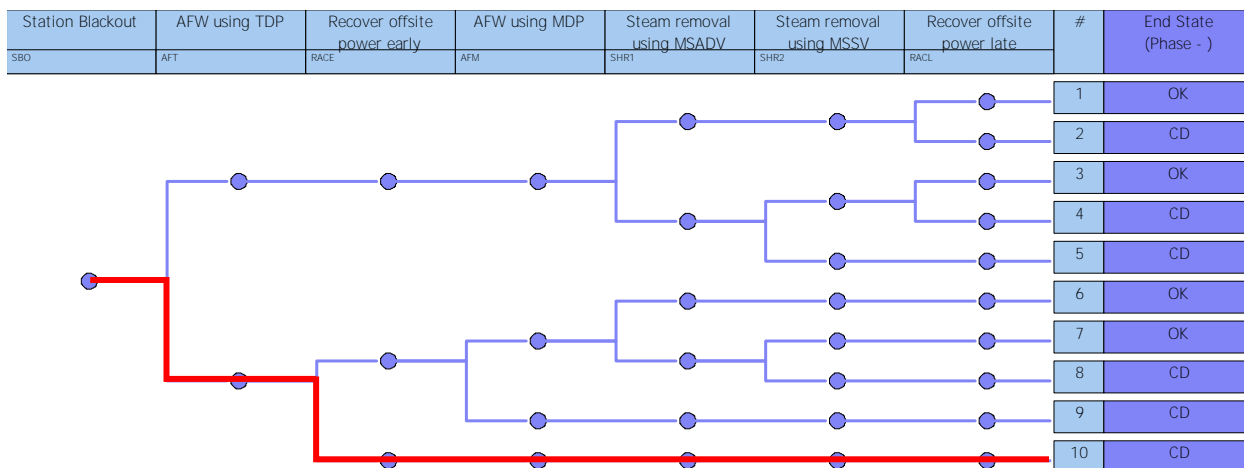 Station Blackout
AFW using TDP
Recover offsite
power early
AFW using MDP
Steam removal
using MSADV
Steam removal
using MSSV
Recover offsite
power late
#
End State
(Phase - )
SBO
AFT
RACE
AFM
SHR1
SHR2
RACL
1 OK
2 CD
3 OK
4 CD
5 CD
6 OK
7 OK
8 CD
9 CD
10 CD